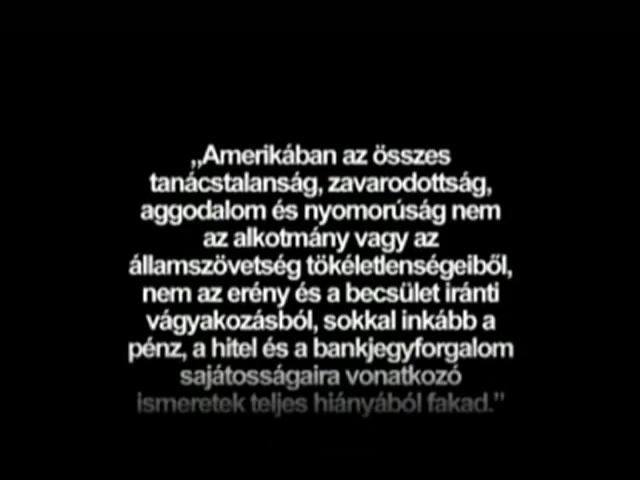 „Amerikában az összes
tanácstalanság, zavarodottság,
aggodalom és nyomorúság nem
az alkotmány vagy az
államszövetség tökéletlenségeiből,
nem az erény és a becsület iránti
vágyakozásból, sokkal inkább a
pénz, a hitel és a bankjegyforgalom
sajátosságaira vonatkozó
ismeretek teljes hiányából fakad.”